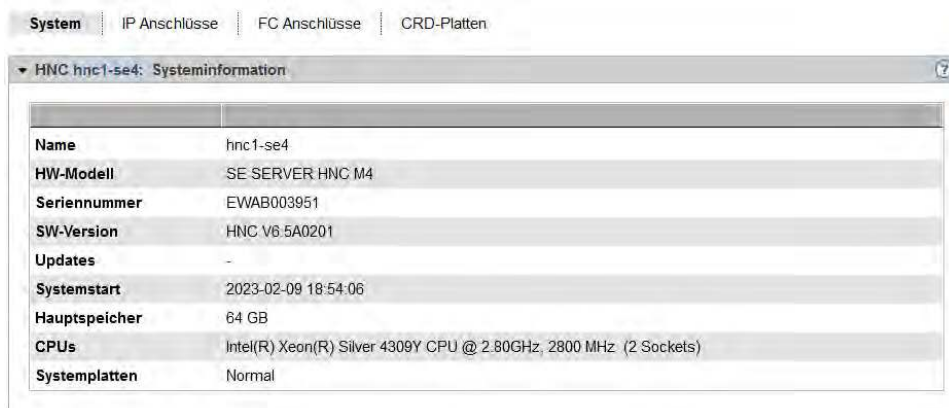 System IP Anschlüsse FC Anschlüsse CRD-Platten
HNC hnc1-se4: Systeminformation ?
Name hnc1-se4
HW-Modell SE SERVER HNC M4
Seriennummer EWAB003951
SW-Version HNC V6.5A0201
Updates -
Systemstart 2023-02-09 18:54:06
Hauptspeicher 64 GB
CPUs Intel(R) Xeon(R) Silver 4309Y CPU @ 2.80GHz, 2800 MHz (2 Sockets)
Systemplatten Normal